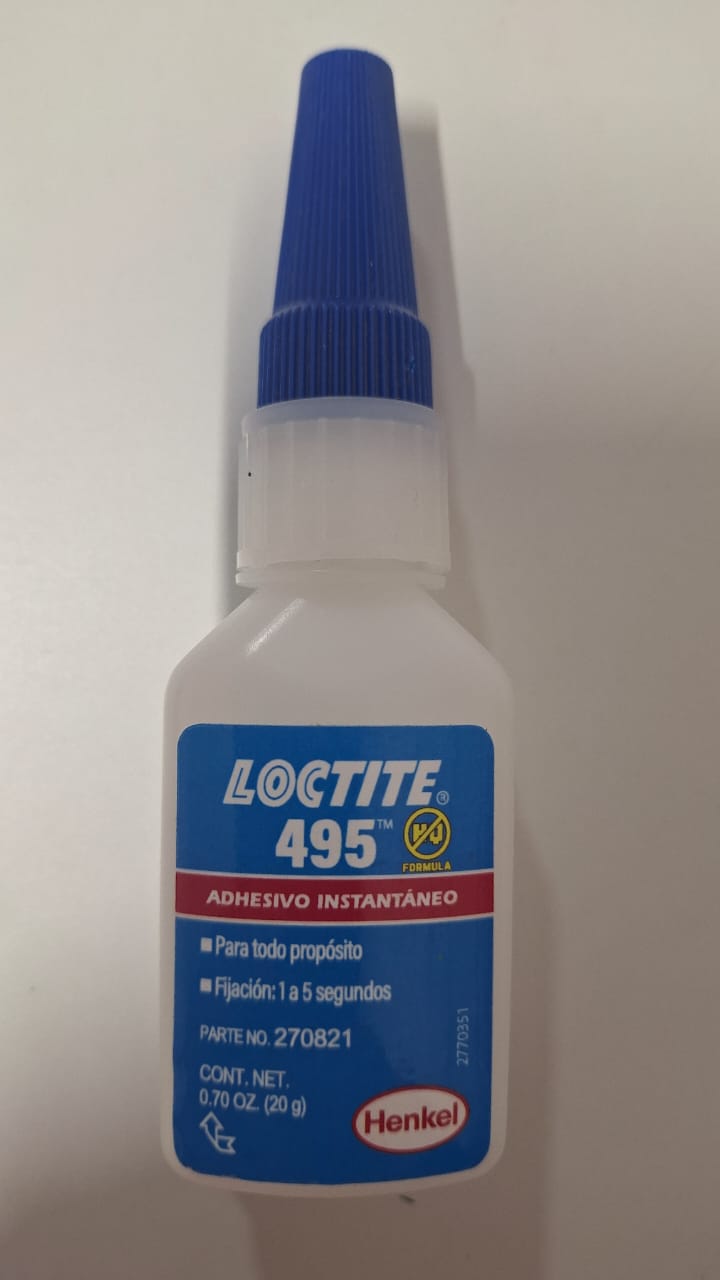 LOCTITE®
495™
HQ
FORMULA
ADHESIVO INSTANTÁNEO
Para todo propósito
Fijación: 1 a 5 segundos
PARTE NO. 270821
CONT. NET.
0.70 OZ. (20 g)
2770351
Henkel